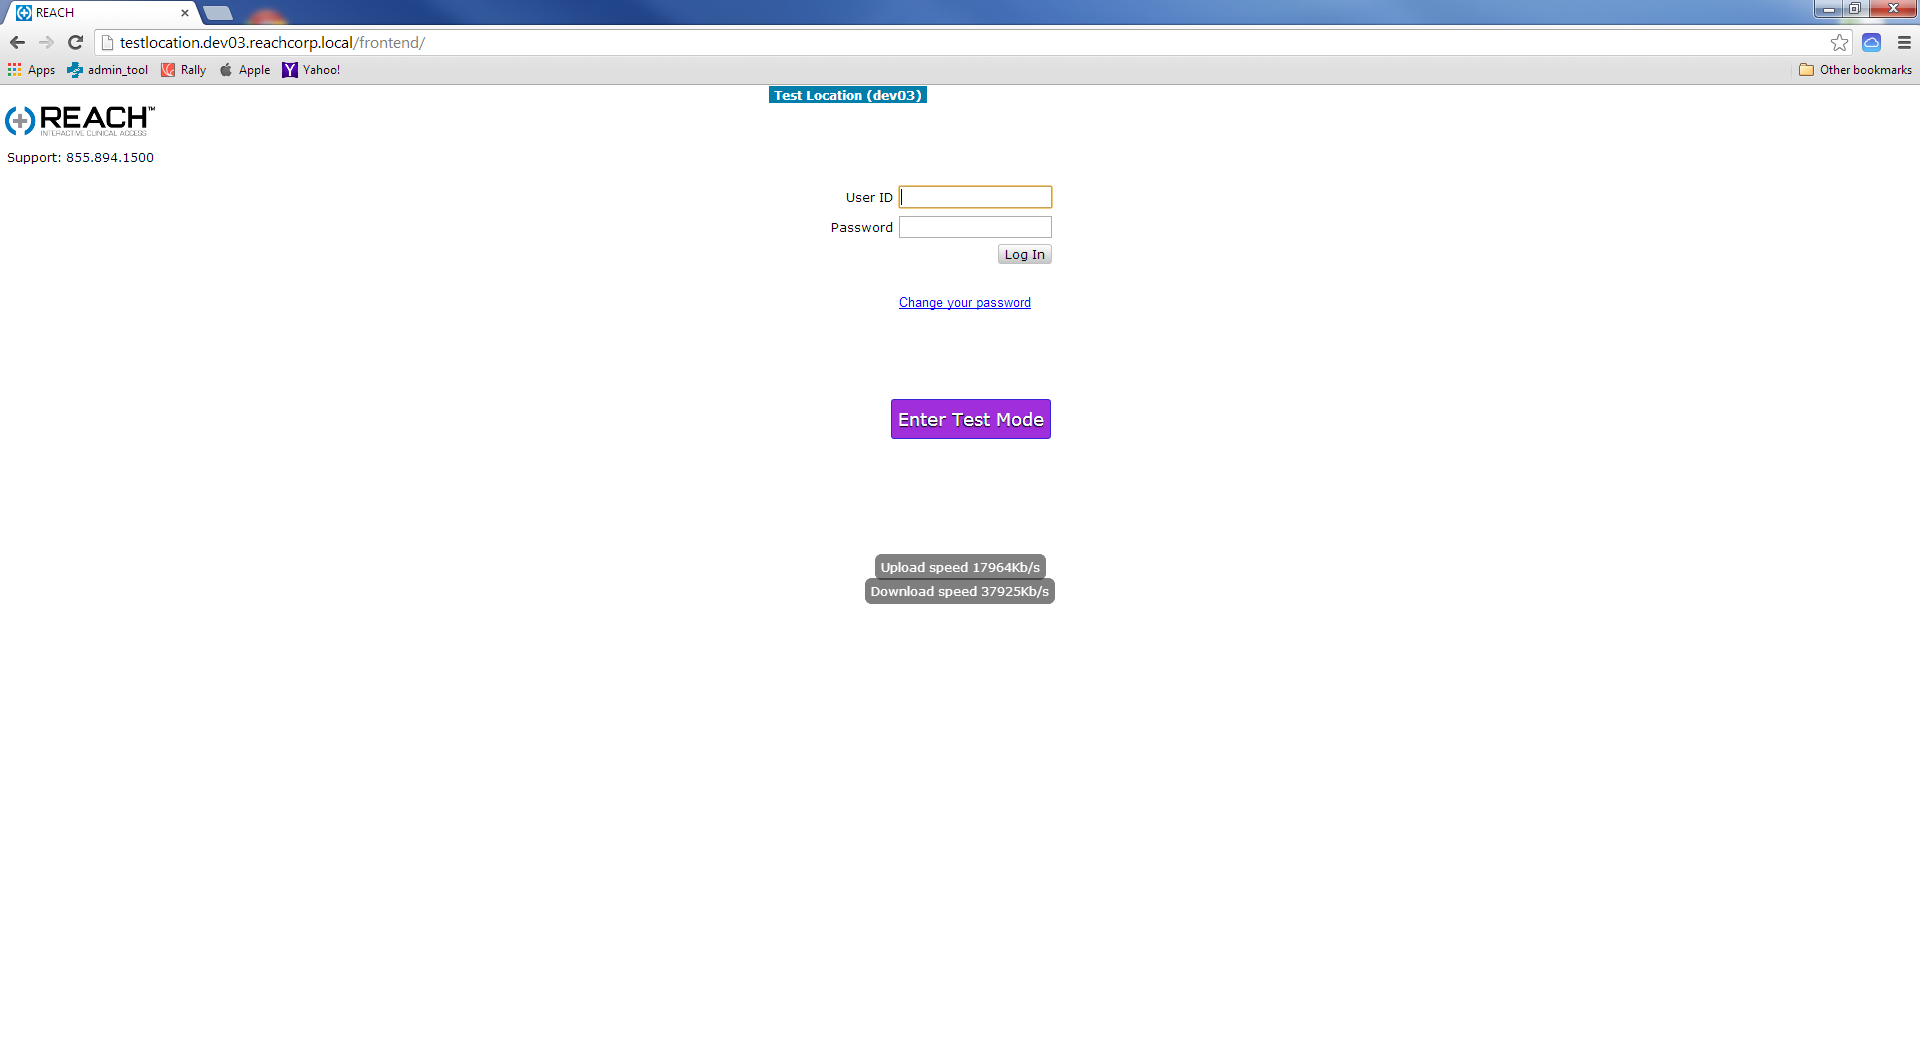 REACH
testlocation.dev03.reachcorp.local/frontend/
Apps admin_tool Rally Apple Yahoo! Other bookmarks
Test Location (dev03)
REACH™
INTERACTIVE CLINICAL ACCESS
Support: 855.894.1500
User ID
Password
Log In
Change your password
Enter Test Mode
Upload speed 17964Kb/s
Download speed 37925Kb/s